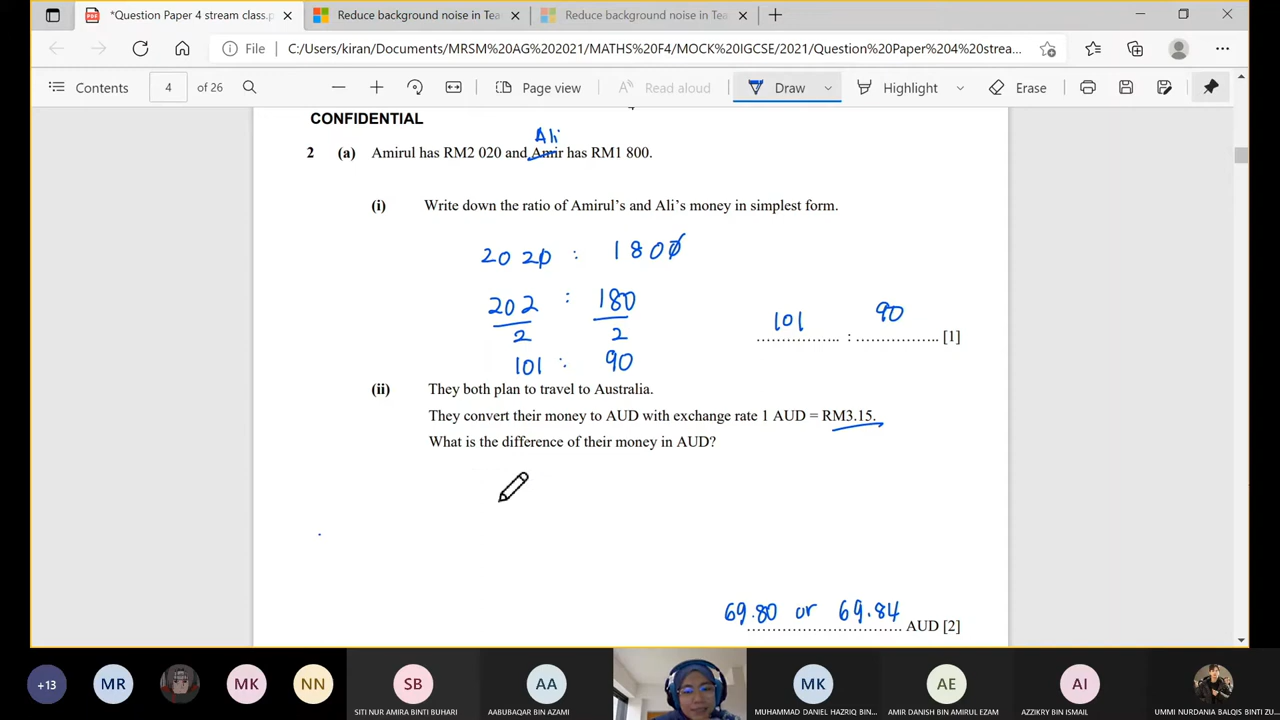 *Question Paper 4 stream class.p
Reduce background noise in Tea
Reduce background noise in Tea
File
C:/Users/kiran/Documents/MRSM%20AG%202021/MATHS%20F4/MOCK%20IGCSE/2021/Question%20Paper%204%20strea...
Contents
4
of 26
Page view
Read aloud
Draw
Highlight
Erase
CONFIDENTIAL
Ali
2 (a) Amirul has RM2 020 and Amir has RM1 800.
(i) Write down the ratio of Amirul's and Ali's money in simplest form.
2020 : 1800
202 : 180
2 2
101 : 90
101 90
……………... : …………….. [1]
(ii) They both plan to travel to Australia.
They convert their money to AUD with exchange rate 1 AUD = RM3.15.
What is the difference of their money in AUD?
69.80 or 69.84
…………………………. AUD [2]
+13
MR
MK
NN
SB
SITI NUR AMIRA BINTI BUHARI
AA
AABUBAQAR BIN AZAMI
MK
MUHAMMAD DANIEL HAZRIQ BIN...
AE
AMIR DANISH BIN AMIRUL EZAM
AI
AZZIKRY BIN ISMAIL
UMMI NURDANIA BALQIS BINTI ZU...